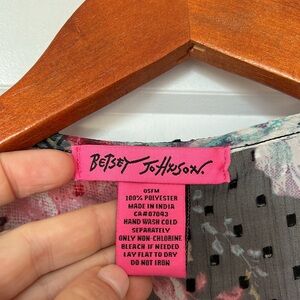 BETSEY JOHNSON.
OSFM
100% POLYESTER
MADE IN INDIA
CA#07043
HAND WASH COLD
SEPARATELY
ONLY NON-CHLORINE
BLEACH IF NEEDED
LAY FLAT TO DRY
DO NOT IRON